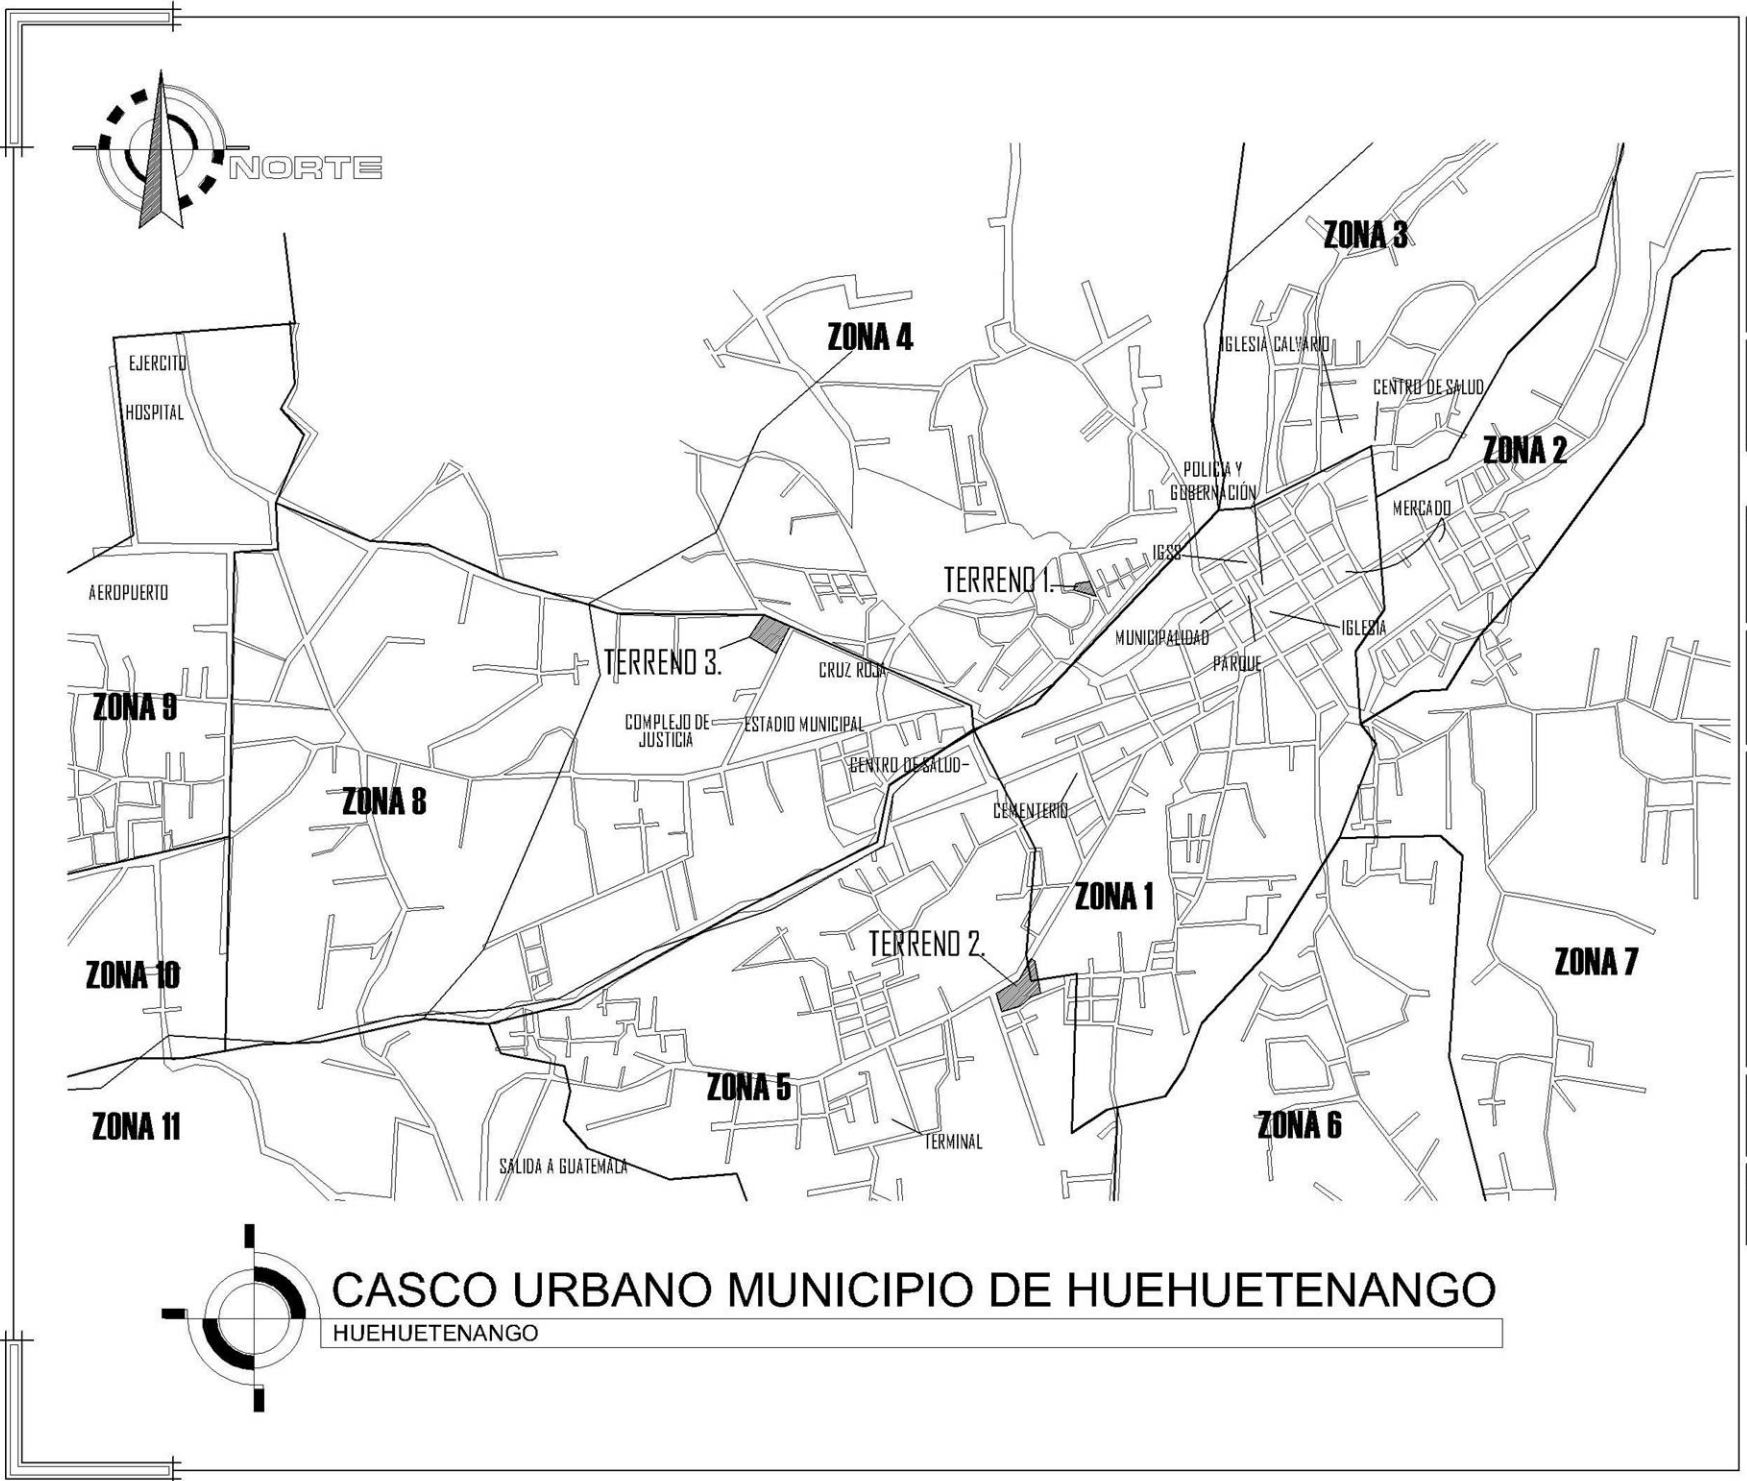 NORTE
ZONA 3
ZONA 4
IGLESIA CALVARIO
EJERCITO
HOSPITAL
CENTRO DE SALUD
ZONA 2
POLICIA Y
GOBERNACIÓN
MERCADO
IGSS
TERRENO 1.
AEROPUERTO
IGLESIA
MUNICIPALIDAD
PARQUE
TERRENO 3.
CRUZ ROJA
ZONA 9
COMPLEJO DE
JUSTICIA
ESTADIO MUNICIPAL
CENTRO DE SALUD
ZONA 8
CEMENTERIO
ZONA 1
TERRENO 2.
ZONA 7
ZONA 10
ZONA 5
ZONA 11
ZONA 6
TERMINAL
SALIDA A GUATEMALA
CASCO URBANO MUNICIPIO DE HUEHUETENANGO
HUEHUETENANGO